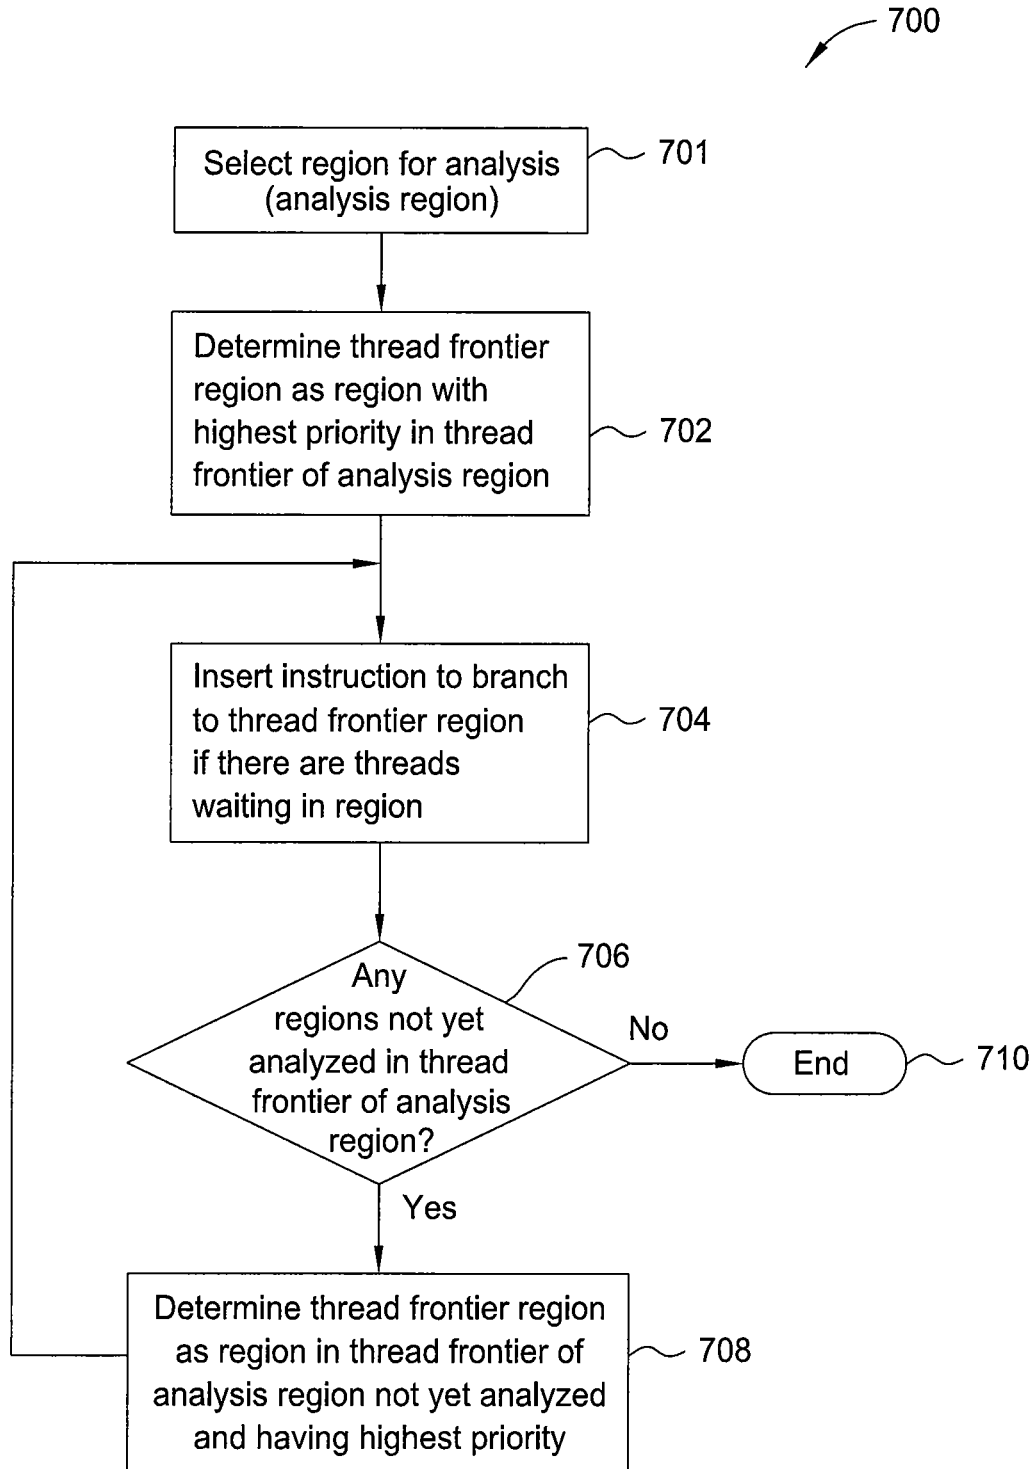 700
Select region for analysis
(analysis region)
701
Determine thread frontier
region as region with
highest priority in thread
frontier of analysis region
702
Insert instruction to branch
to thread frontier region
if there are threads
waiting in region
704
706
Any
regions not yet
analyzed in thread
frontier of analysis
region?
No
End
710
Yes
Determine thread frontier region
as region in thread frontier of
analysis region not yet analyzed
and having highest priority
708